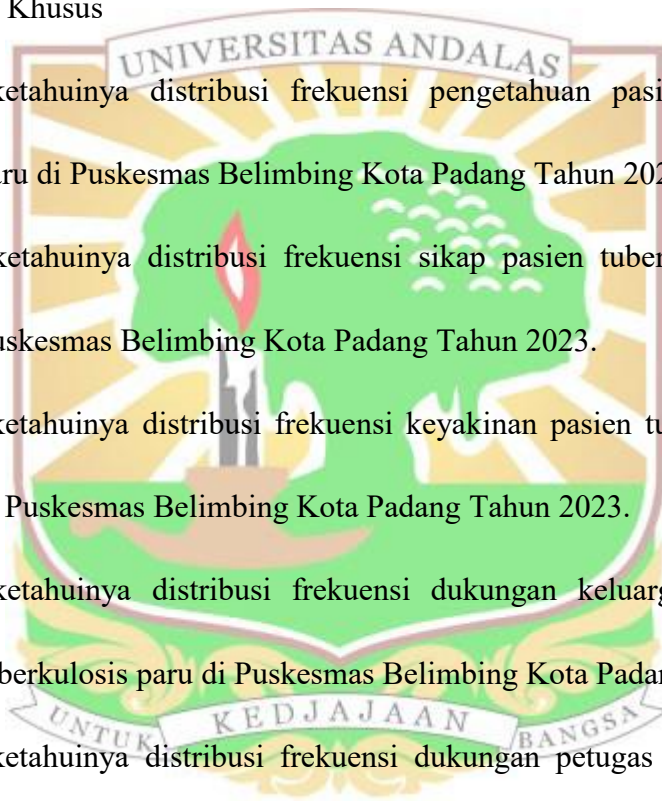 Khusus
UNIVERSITAS ANDALAS
ketahuinya distribusi frekuensi pengetahuan pasi
aru di Puskesmas Belimbing Kota Padang Tahun 202
ketahuinya distribusi frekuensi sikap pasien tuber
uskesmas Belimbing Kota Padang Tahun 2023.
ketahuinya distribusi frekuensi keyakinan pasien tu
Puskesmas Belimbing Kota Padang Tahun 2023.
ketahuinya distribusi frekuensi dukungan keluarg
berkulosis paru di Puskesmas Belimbing Kota Padan
UNTUK KEDJAJAAN BANGSA
ketahuinya distribusi frekuensi dukungan petugas